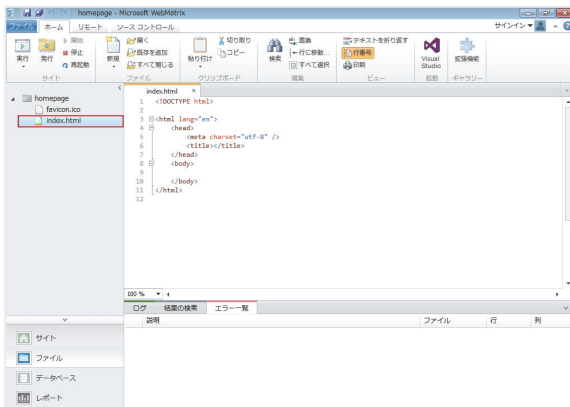 homepage - Microsoft WebMatrix
ファイル ホーム リモート ソース コントロール サインイン
実行 発行 開始 停止 再起動
サイト
新規 開く 既存を追加 すべて閉じる
ファイル
貼り付け 切り取り コピー
クリップボード
検索 置換 行に移動... すべて選択
編集
テキストを折り返す 行番号 印刷
ビュー
Visual Studio
起動
拡張機能
ギャラリー
homepage
favicon.ico
index.html
index.html ×
1 <!DOCTYPE html>
2
3 <html lang="en">
4 <head>
5 <meta charset="utf-8" />
6 <title></title>
7 </head>
8 <body>
9
10 </body>
11 </html>
12
100 %
ログ 結果の検索 エラー一覧
説明 ファイル 行 列
サイト
ファイル
データベース
レポート